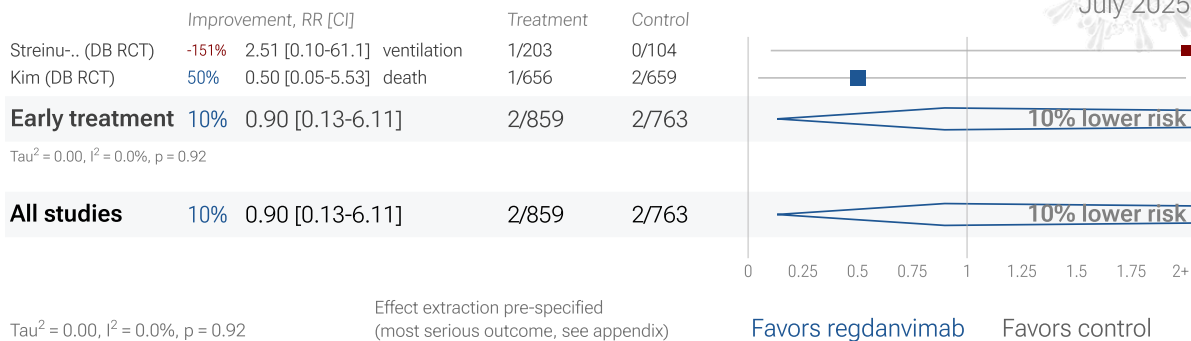 July 2025
Improvement, RR [CI] Treatment Control
Streinu-.. (DB RCT) -151% 2.51 [0.10-61.1] ventilation 1/203 0/104
Kim (DB RCT) 50% 0.50 [0.05-5.53] death 1/656 2/659
Early treatment 10% 0.90 [0.13-6.11] 2/859 2/763 10% lower risk
Tau² = 0.00, I² = 0.0%, p = 0.92
All studies 10% 0.90 [0.13-6.11] 2/859 2/763 10% lower risk
0 0.25 0.5 0.75 1 1.25 1.5 1.75 2+
Effect extraction pre-specified
Tau² = 0.00, I² = 0.0%, p = 0.92 (most serious outcome, see appendix) Favors regdanvimab Favors control